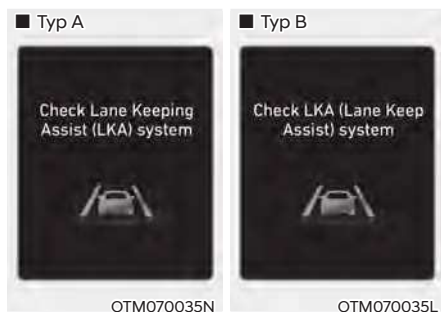 ■ Typ A
Check Lane Keeping
Assist (LKA) system
OTM070035N
■ Typ B
Check LKA (Lane Keep
Assist) system
OTM070035L